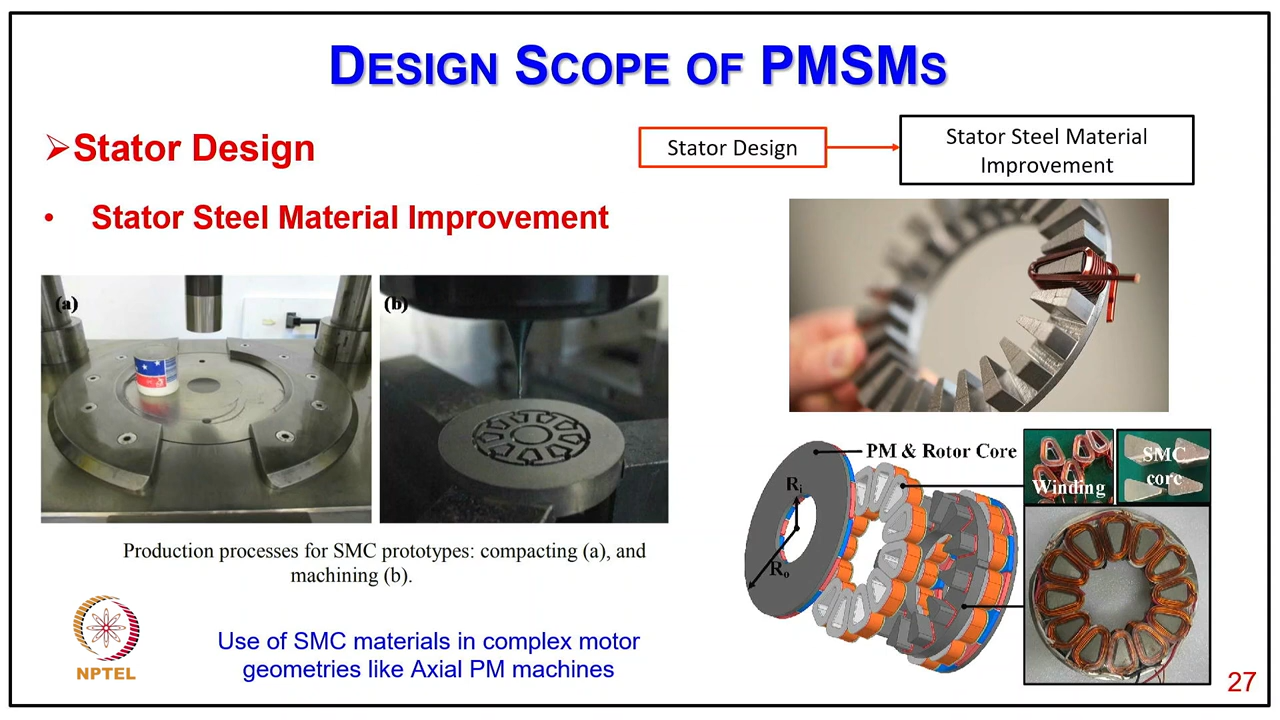 DESIGN SCOPE OF PMSMS
➢Stator Design
Stator Design
Stator Steel Material
Improvement
• Stator Steel Material Improvement
(a)
(b)
Production processes for SMC prototypes: compacting (a), and
machining (b).
PM & Rotor Core
Ri
Ro
Winding
SMC
core
Use of SMC materials in complex motor
geometries like Axial PM machines
NPTEL
27